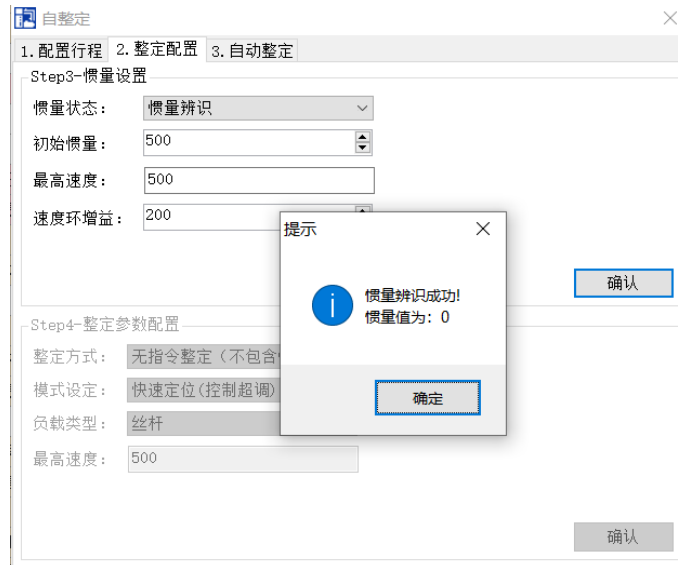 自整定
1.配置行程 2.整定配置 3.自动整定
Step3-惯量设置
惯量状态： 惯量辨识
初始惯量： 500
最高速度： 500
速度环增益： 200
提示
惯量辨识成功!
惯量值为：0
确定
确认
Step4-整定参数配置
整定方式： 无指令整定（不包含
模式设定： 快速定位(控制超调)
负载类型： 丝杆
最高速度： 500
确认